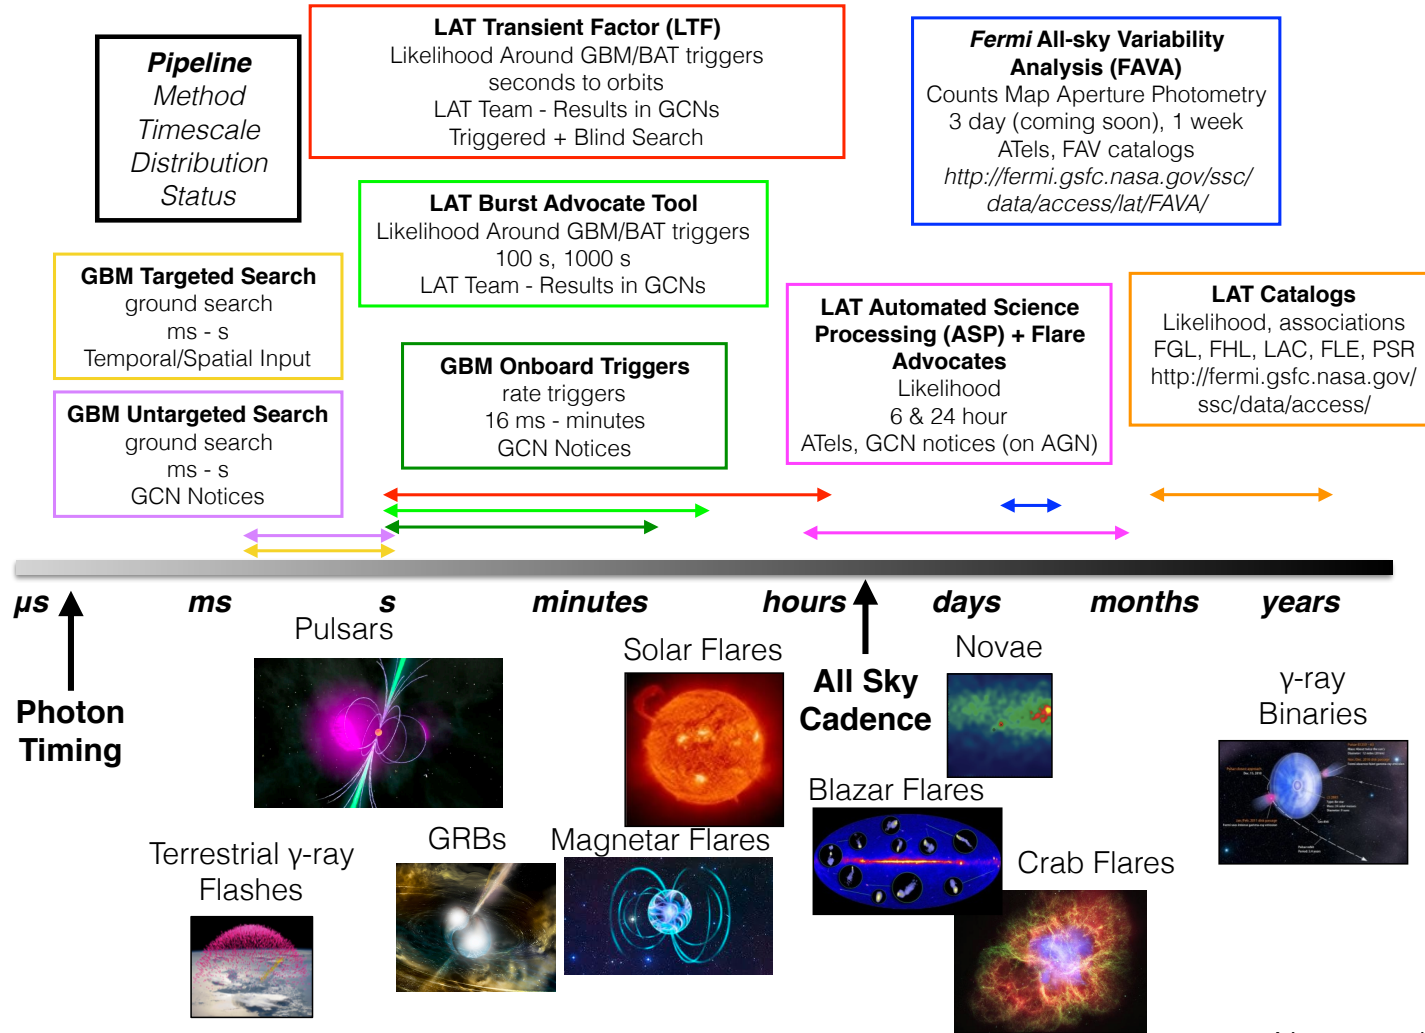 Pipeline
Method
Timescale
Distribution
Status
LAT Transient Factor (LTF)
Likelihood Around GBM/BAT triggers
seconds to orbits
LAT Team - Results in GCNs
Triggered + Blind Search
Fermi All-sky Variability
Analysis (FAVA)
Counts Map Aperture Photometry
3 day (coming soon), 1 week
ATels, FAV catalogs
http://fermi.gsfc.nasa.gov/ssc/
data/access/lat/FAVA/
LAT Burst Advocate Tool
Likelihood Around GBM/BAT triggers
100 s, 1000 s
LAT Team - Results in GCNs
GBM Targeted Search
ground search
ms - s
Temporal/Spatial Input
GBM Untargeted Search
ground search
ms - s
GCN Notices
GBM Onboard Triggers
rate triggers
16 ms - minutes
GCN Notices
LAT Automated Science
Processing (ASP) + Flare
Advocates
Likelihood
6 & 24 hour
ATels, GCN notices (on AGN)
LAT Catalogs
Likelihood, associations
FGL, FHL, LAC, FLE, PSR
http://fermi.gsfc.nasa.gov/
ssc/data/access/
µs ms s minutes hours days months years
Photon
Timing
Pulsars
Solar Flares
All Sky
Cadence
Novae
γ-ray
Binaries
Terrestrial γ-ray
Flashes
GRBs
Magnetar Flares
Blazar Flares
Crab Flares